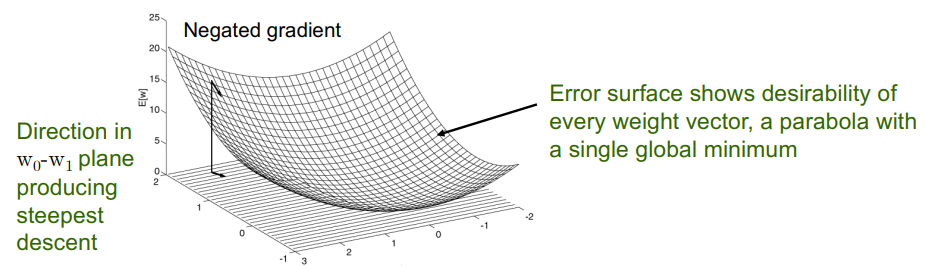 Negated gradient
Error surface shows desirability of
every weight vector, a parabola with
a single global minimum
Direction in
w₀-w₁ plane
producing
steepest
descent
E[w]
25
20
15
10
5
0
2
1
0
-1
3
2
1
0
-1
-2